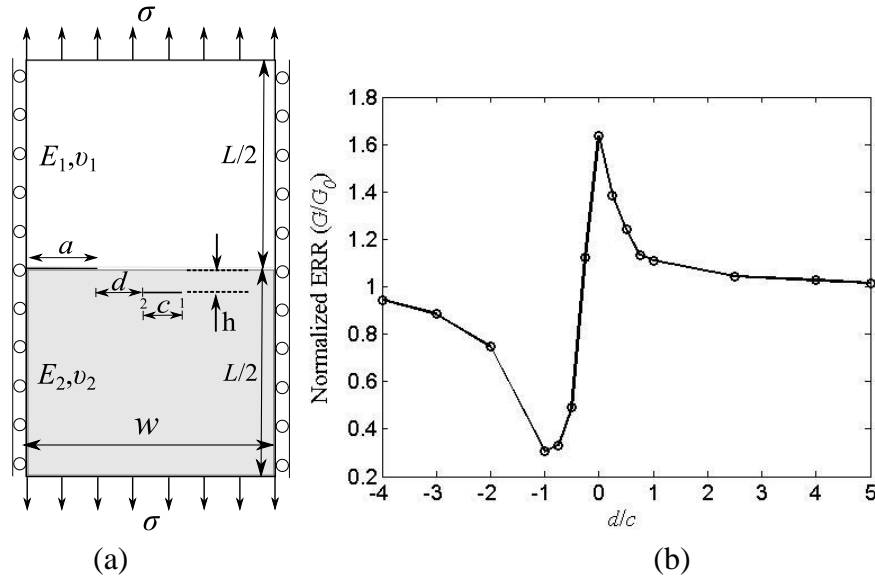 σ
E₁,υ₁
L/2
a
d
2 c 1
h
E₂,υ₂
L/2
w
σ
(a)
Normalized ERR (G/G₀)
1.8
1.6
1.4
1.2
1
0.8
0.6
0.4
0.2
-4 -3 -2 -1 0 1 2 3 4 5
d/c
(b)